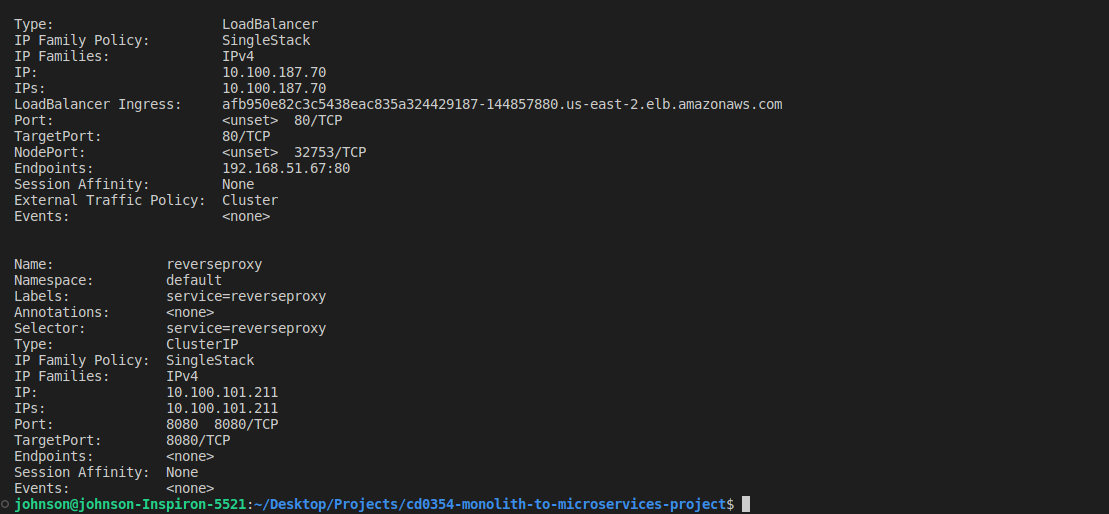 Type:                     LoadBalancer
IP Family Policy:         SingleStack
IP Families:              IPv4
IP:                       10.100.187.70
IPs:                      10.100.187.70
LoadBalancer Ingress:     afb950e82c3c5438eac835a324429187-144857880.us-east-2.elb.amazonaws.com
Port:                     <unset>  80/TCP
TargetPort:               80/TCP
NodePort:                 <unset>  32753/TCP
Endpoints:                192.168.51.67:80
Session Affinity:         None
External Traffic Policy:  Cluster
Events:                   <none>
Name:              reverseproxy
Namespace:         default
Labels:            service=reverseproxy
Annotations:       <none>
Selector:          service=reverseproxy
Type:              ClusterIP
IP Family Policy:  SingleStack
IP Families:       IPv4
IP:                10.100.101.211
IPs:               10.100.101.211
Port:              8080  8080/TCP
TargetPort:        8080/TCP
Endpoints:         <none>
Session Affinity:  None
Events:            <none>
johnson@johnson-Inspiron-5521:~/Desktop/Projects/cd0354-monolith-to-microservices-project$